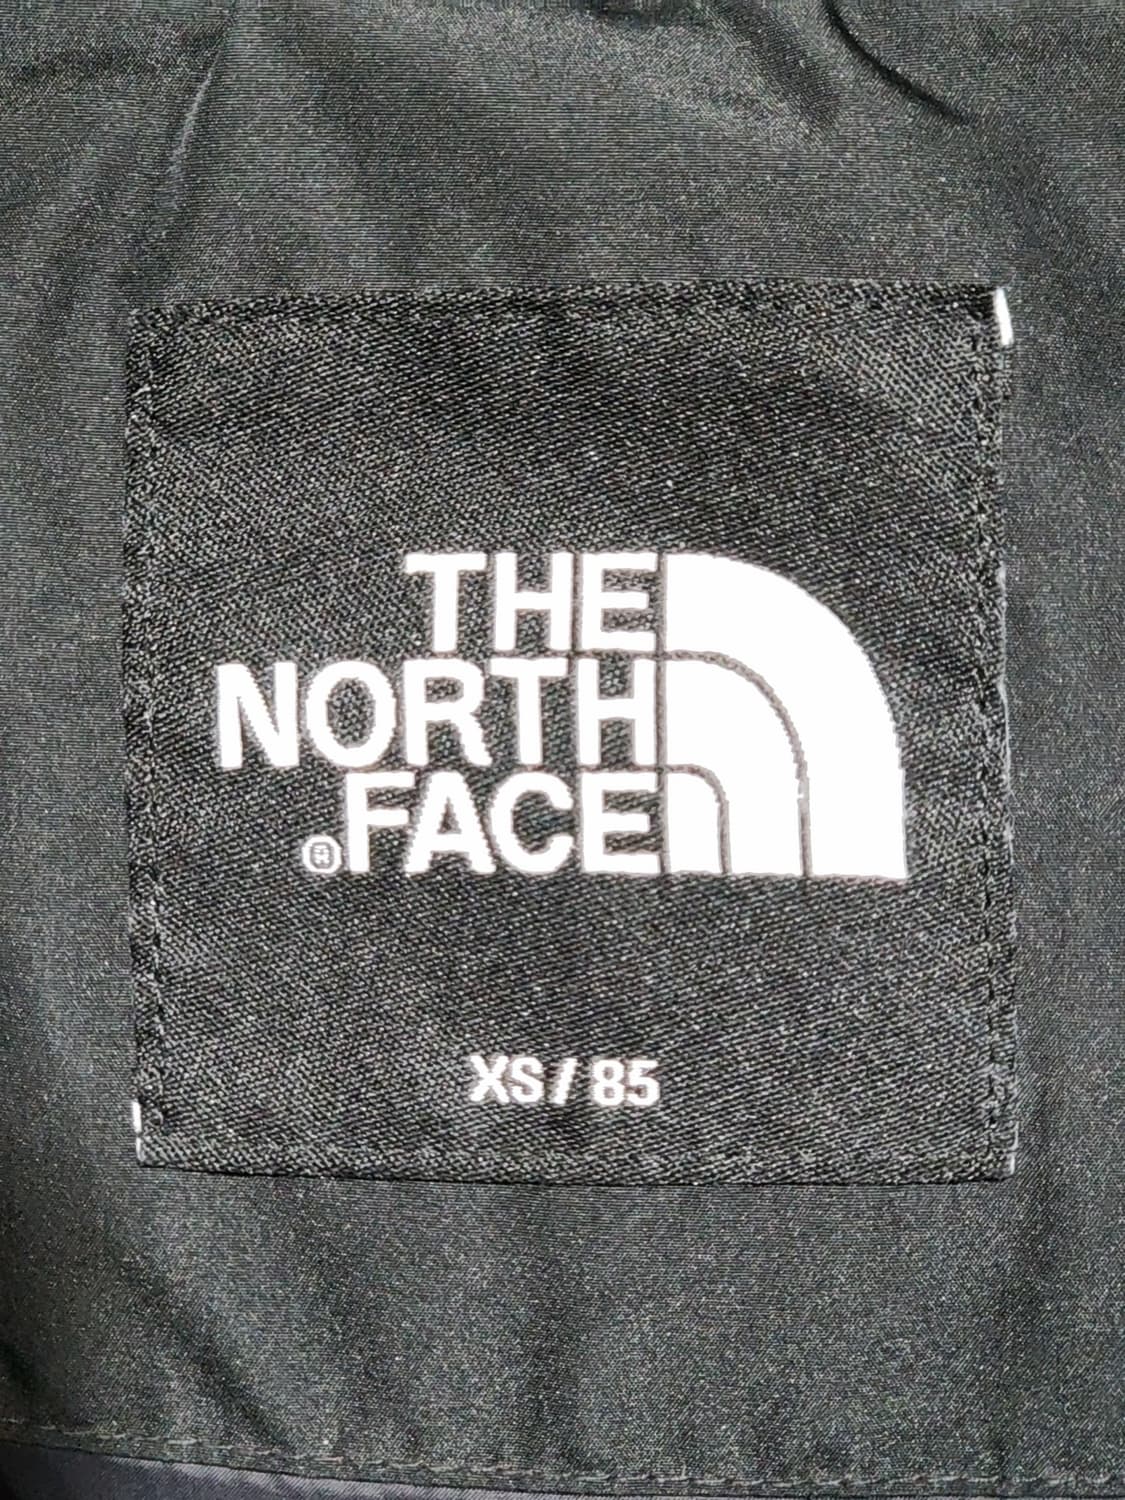 THE
NORTH
®FACE
XS/ 85